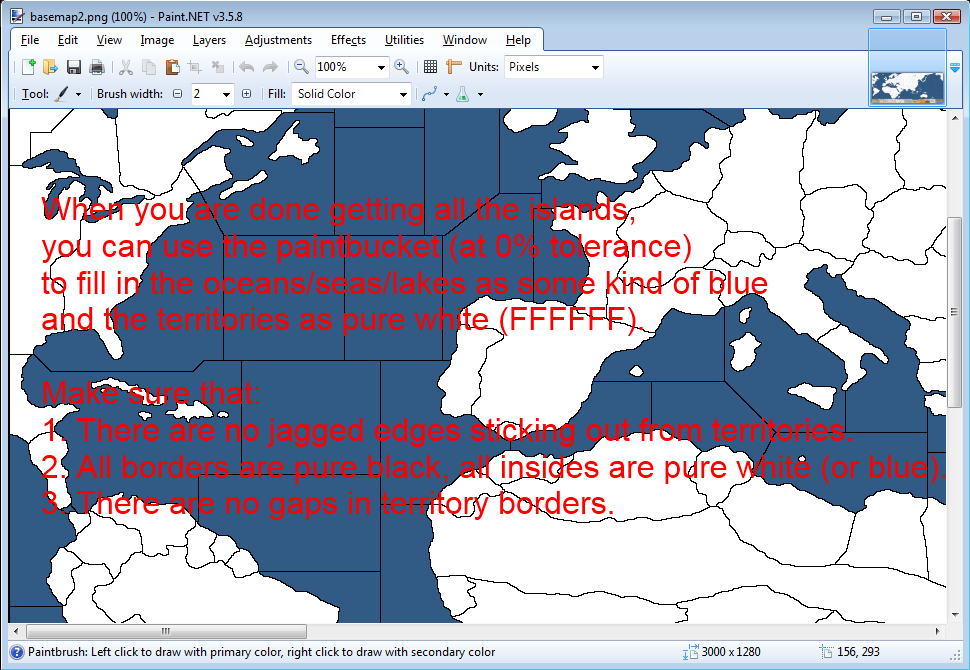 basemap2.png (100%) - Paint.NET v3.5.8
File Edit View Image Layers Adjustments Effects Utilities Window Help
100% Units: Pixels
Tool: Brush width: 2 Fill: Solid Color
When you are done getting all the islands,
you can use the paintbucket (at 0% tolerance)
to fill in the oceans/seas/lakes as some kind of blue
and the territories as pure white (FFFFFF)
Make sure that:
1. There are no jagged edges sticking out from territories.
2. All borders are pure black, all insides are pure white (or blue).
3. There are no gaps in territory borders.
Paintbrush: Left click to draw with primary color, right click to draw with secondary color 3000 x 1280 156, 293